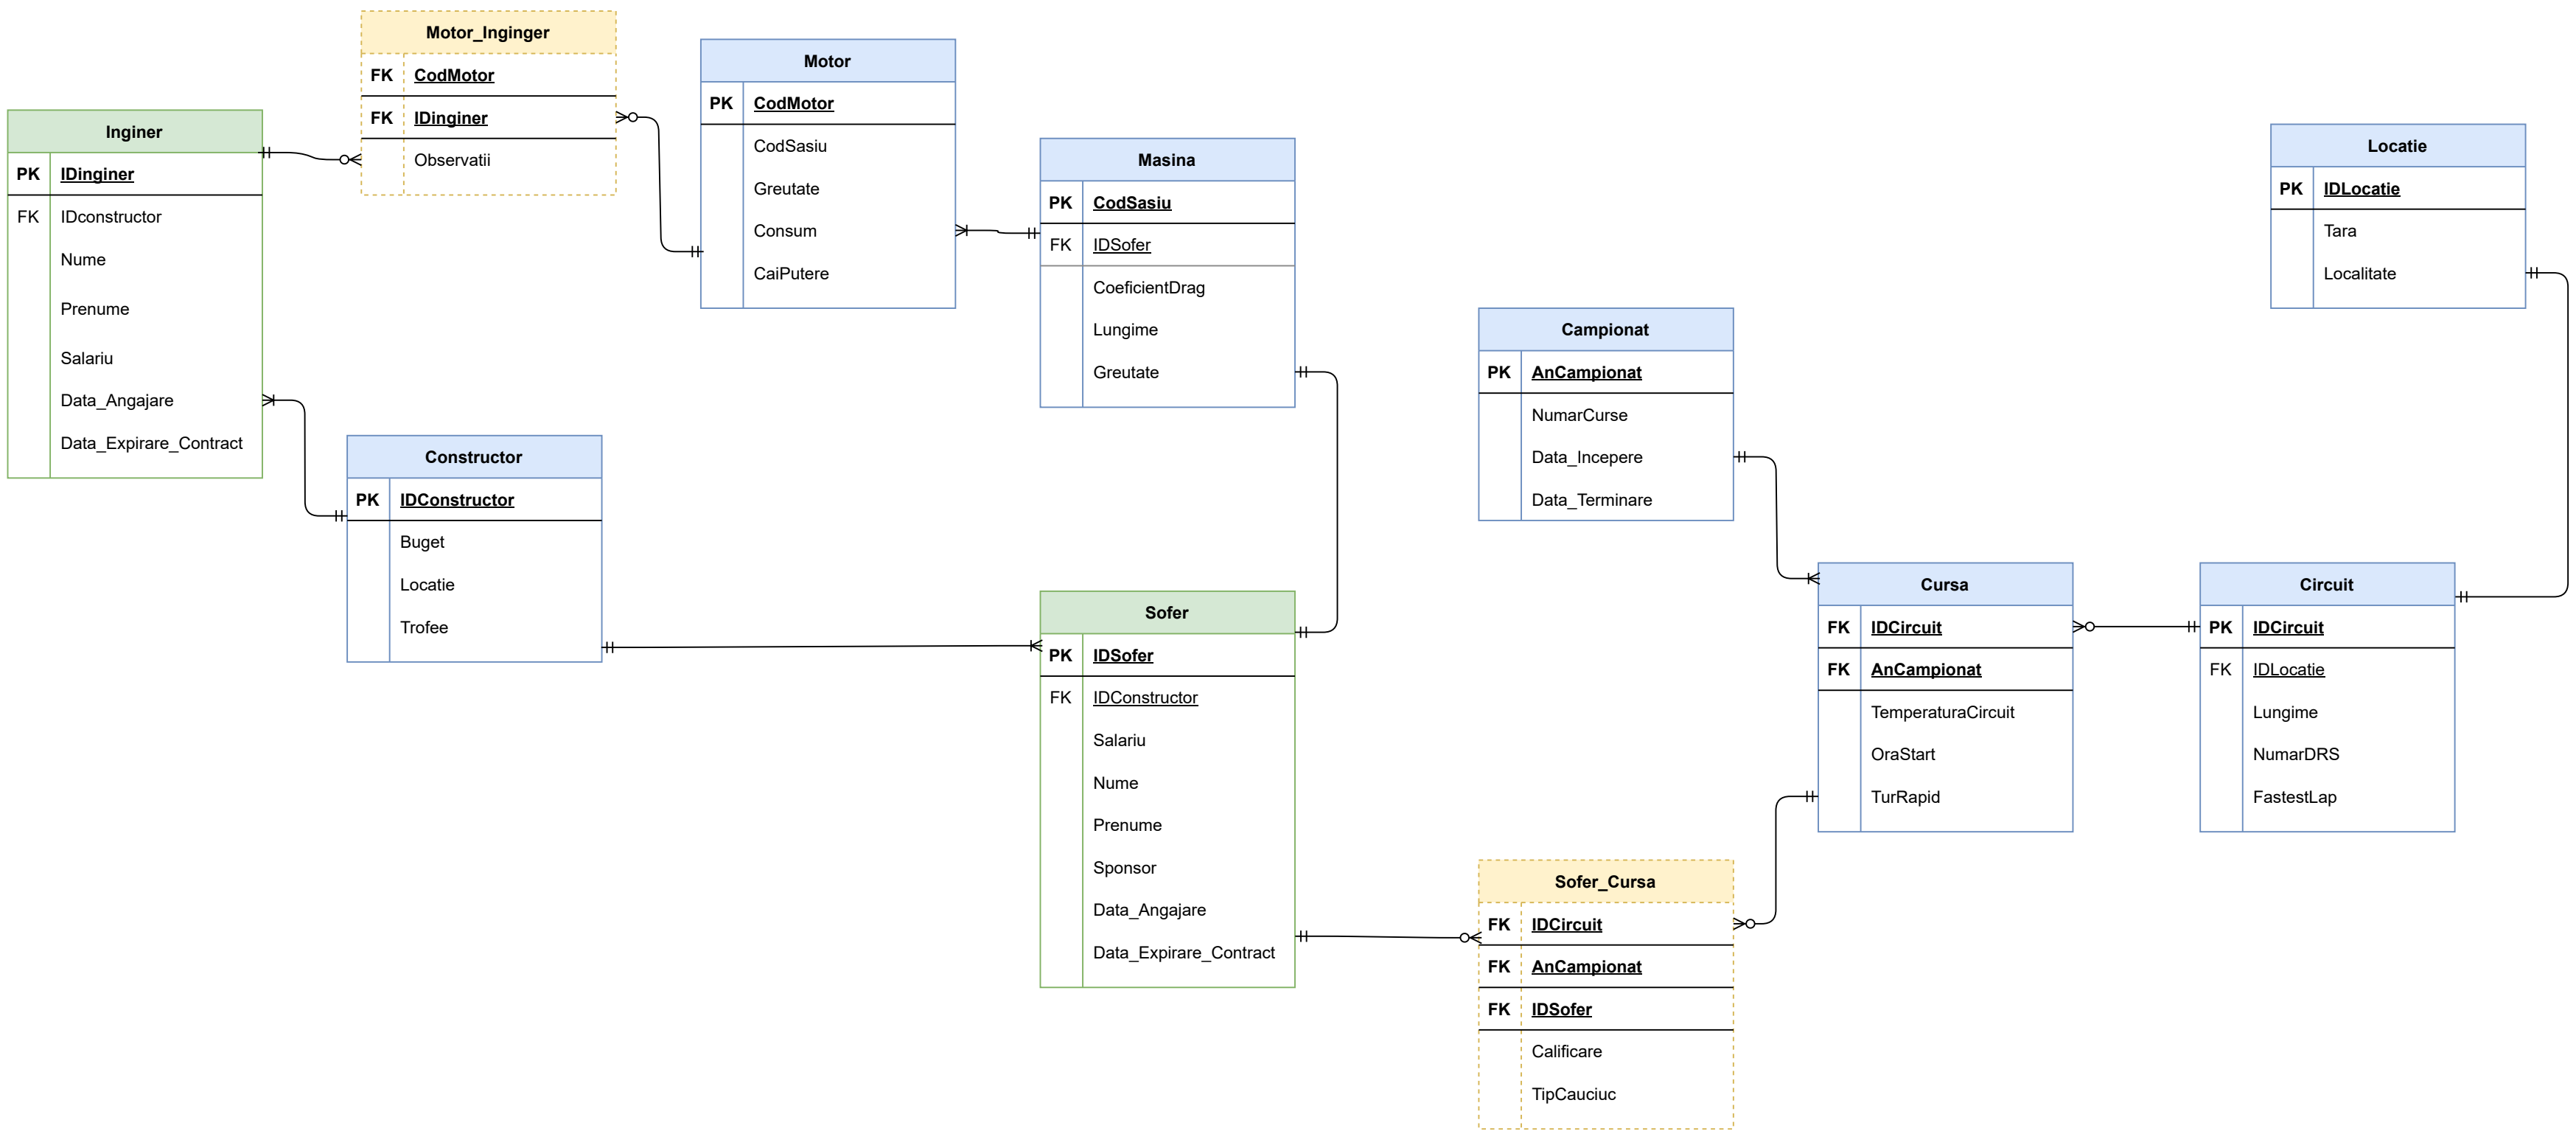 Motor_Inginger
FK CodMotor
FK IDinginer
Observatii
Motor
PK CodMotor
CodSasiu
Greutate
Consum
CaiPutere
Inginer
PK IDinginer
FK IDconstructor
Nume
Prenume
Salariu
Data_Angajare
Data_Expirare_Contract
Masina
PK CodSasiu
FK IDSofer
CoeficientDrag
Lungime
Greutate
Locatie
PK IDLocatie
Tara
Localitate
Campionat
PK AnCampionat
NumarCurse
Data_Incepere
Data_Terminare
Constructor
PK IDConstructor
Buget
Locatie
Trofee
Sofer
PK IDSofer
FK IDConstructor
Salariu
Nume
Prenume
Sponsor
Data_Angajare
Data_Expirare_Contract
Cursa
FK IDCircuit
FK AnCampionat
TemperaturaCircuit
OraStart
TurRapid
Circuit
PK IDCircuit
FK IDLocatie
Lungime
NumarDRS
FastestLap
Sofer_Cursa
FK IDCircuit
FK AnCampionat
FK IDSofer
Calificare
TipCauciuc